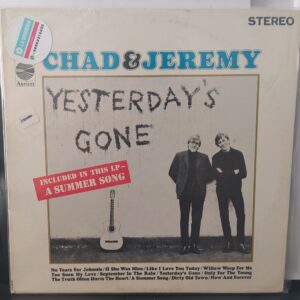 STEREO
CHAD & JEREMY
YESTERDAY'S
GONE
INCLUDED IN THIS LP—
A SUMMER SONG
No Tears For Johnnie / If She Was Mine / Like I Love You Today / Willow Weep For Me
Too Soon My Love / September In The Rain / Yesterday's Gone / Only For The Young
The Truth Often Hurts The Heart / A Summer Song / Dirty Old Town / Now And Forever